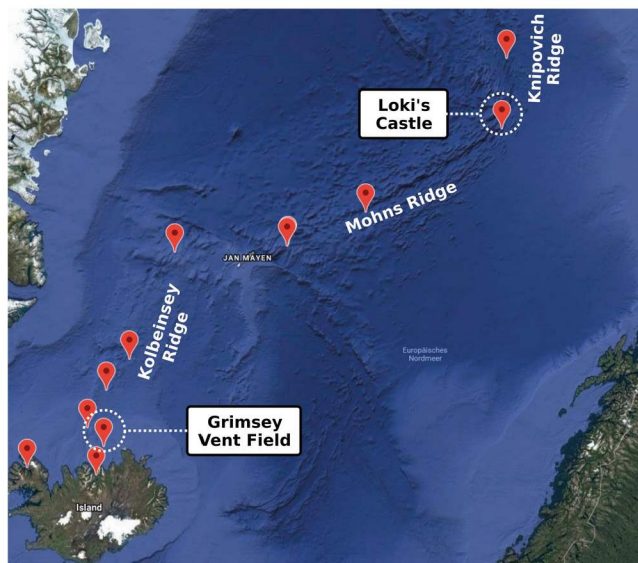 Knipovich
Ridge
Loki's
Castle
Mohns Ridge
JAN MAYEN
Kolbeinsey
Ridge
Europäisches
Nordmeer
Grimsey
Vent Field
Island